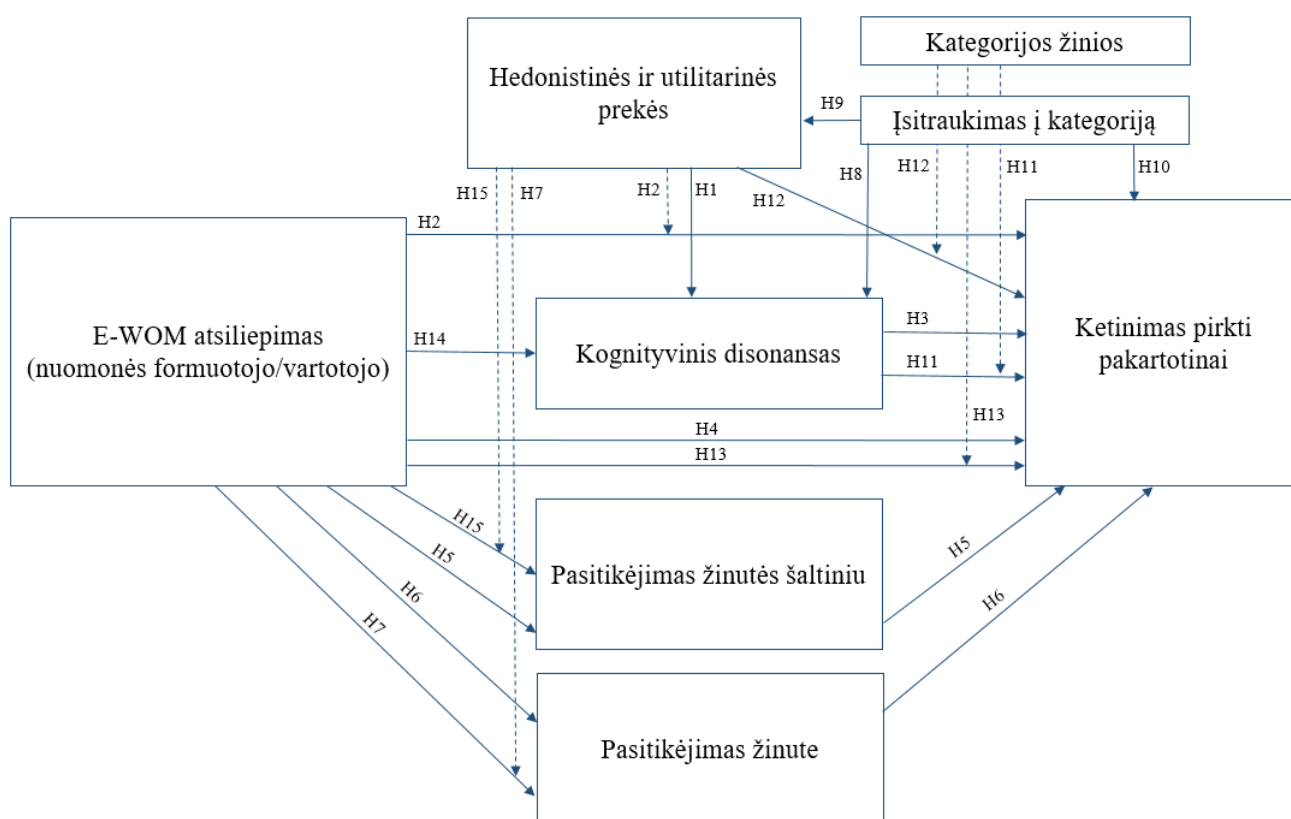 Kategorijos žinios
Hedonistinės ir utilitarinės
prekės
H9
Įsitraukimas į kategoriją
H15
H7
H2
H1
H12
H8
H12
H11
H10
H2
E-WOM atsiliepimas
(nuomonės formuotojo/vartotojo)
H14
Kognityvinis disonansas
H3
H11
Ketinimas pirkti
pakartotinai
H4
H13
H13
H15
H5
H6
H7
Pasitikėjimas žinutės šaltiniu
H5
H6
Pasitikėjimas žinute